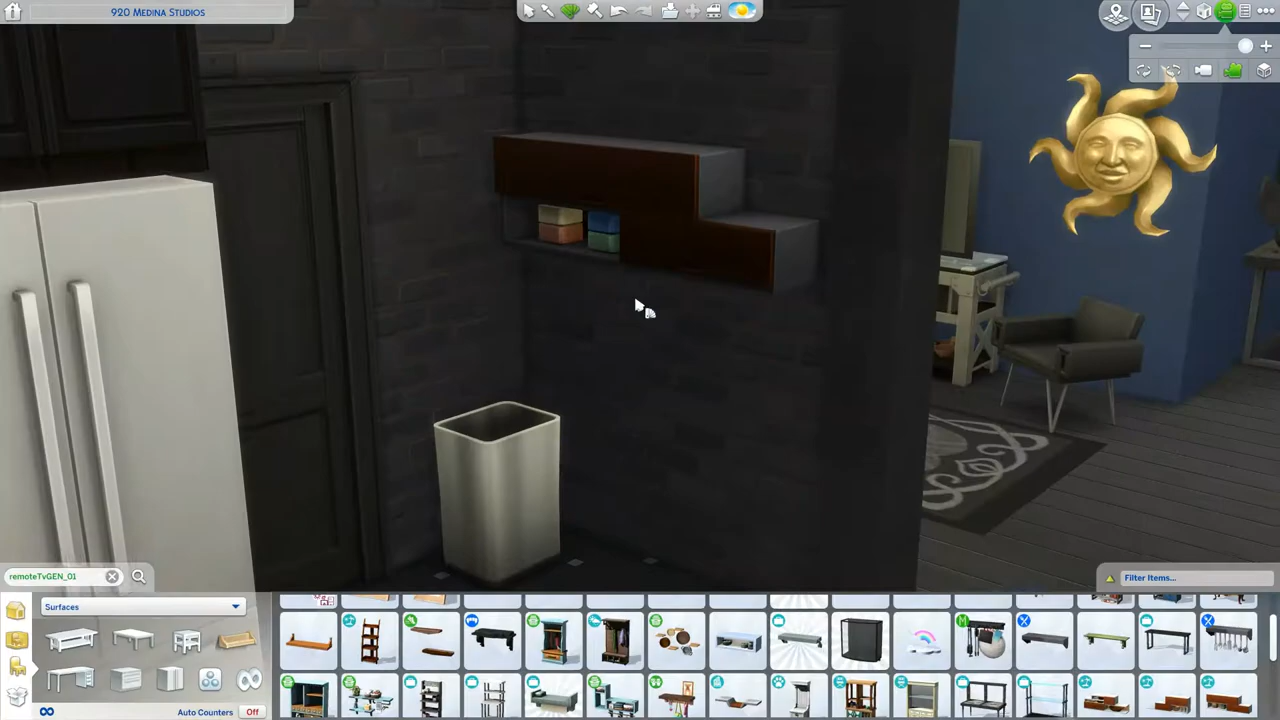 920 Medina Studios
remoteTvGEN_01
Filter Items...
Surfaces
Auto Counters
Off